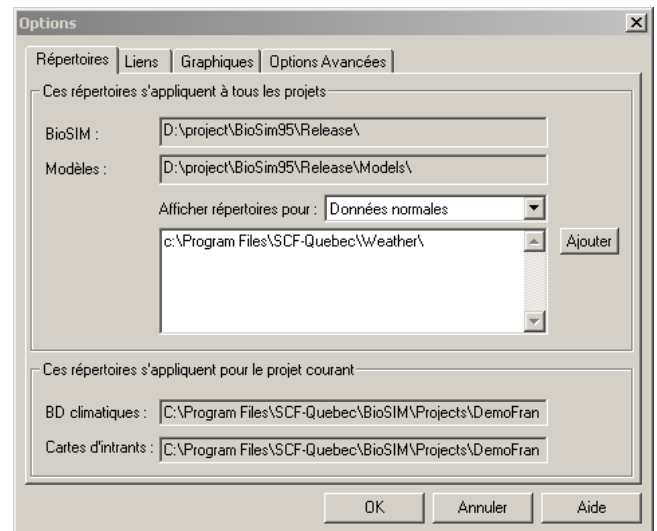 Options
Répertoires Liens Graphiques Options Avancées
Ces répertoires s'appliquent à tous les projets
BioSIM : D:\project\BioSim95\Release\
Modèles : D:\project\BioSim95\Release\Models\
Afficher répertoires pour : Données normales
c:\Program Files\SCF-Quebec\Weather\ Ajouter
Ces répertoires s'appliquent pour le projet courant
BD climatiques : C:\Program Files\SCF-Quebec\BioSIM\Projects\DemoFran
Cartes d'intrants : C:\Program Files\SCF-Quebec\BioSIM\Projects\DemoFran
OK Annuler Aide